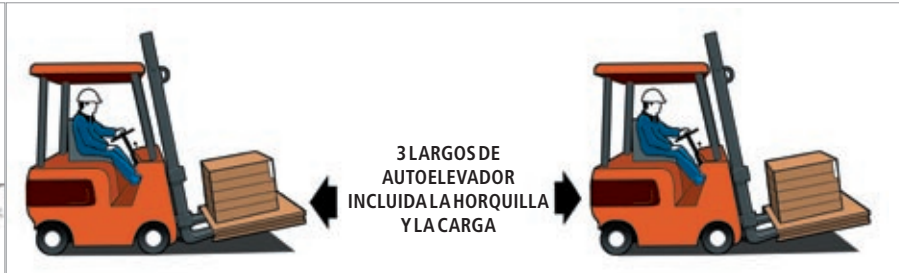 3 LARGOS DE
AUTOELEVADOR
INCLUIDA LA HORQUILLA
Y LA CARGA